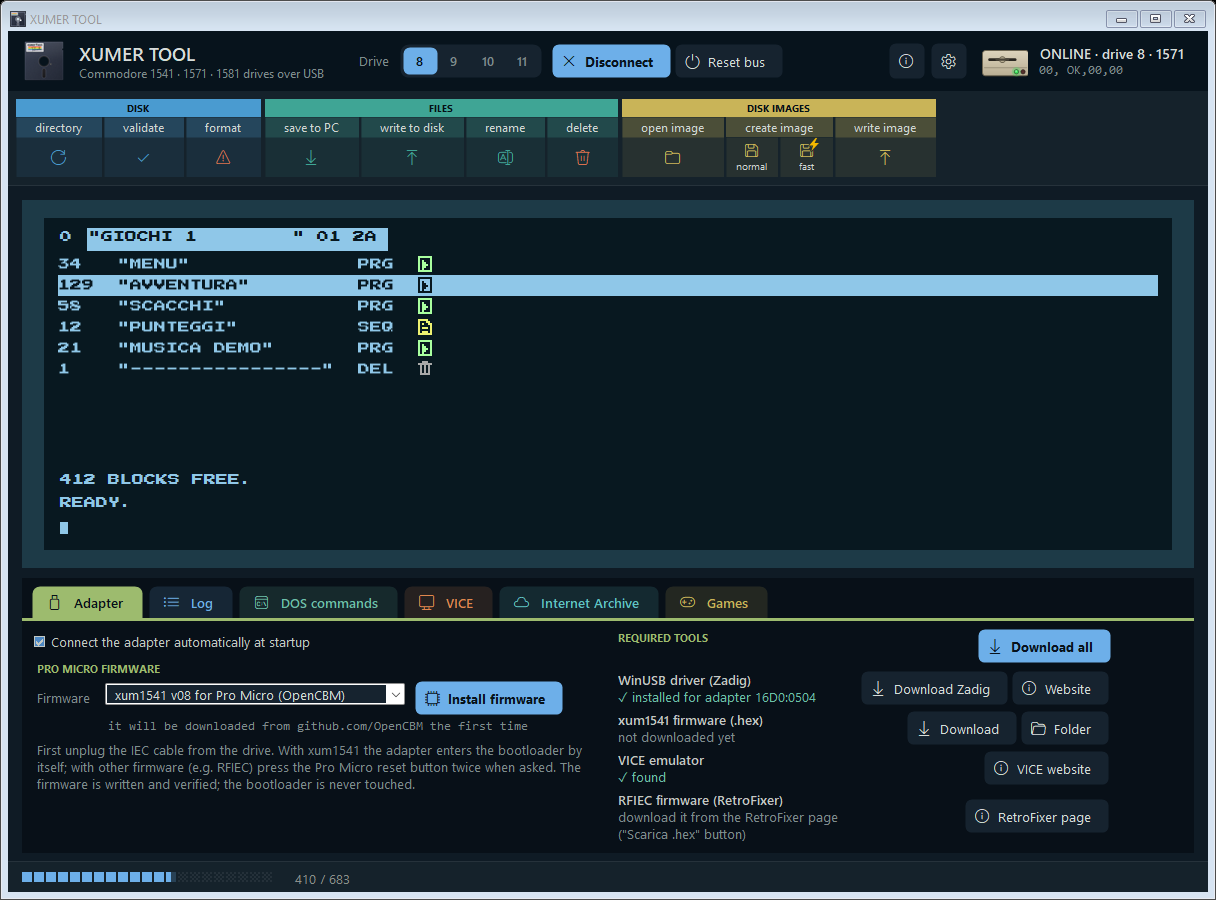 XUMER TOOL
XUMER TOOL
Commodore 1541 · 1571 · 1581 drives over USB
Drive 8 9 10 11
Disconnect
Reset bus
ONLINE · drive 8 · 1571
00, OK,00,00
DISK
directory validate format
FILES
save to PC write to disk rename delete
DISK IMAGES
open image create image write image
normal fast
0 "GIOCHI 1 " 01 2A
34 "MENU" PRG
129 "AVVENTURA" PRG
58 "SCACCHI" PRG
12 "PUNTEGGI" SEQ
21 "MUSICA DEMO" PRG
1 "----------------" DEL
412 BLOCKS FREE.
READY.
Adapter Log DOS commands VICE Internet Archive Games
Connect the adapter automatically at startup
PRO MICRO FIRMWARE
Firmware xum1541 v08 for Pro Micro (OpenCBM) Install firmware
it will be downloaded from github.com/OpenCBM the first time
First unplug the IEC cable from the drive. With xum1541 the adapter enters the bootloader by
itself; with other firmware (e.g. RFIEC) press the Pro Micro reset button twice when asked. The
firmware is written and verified; the bootloader is never touched.
REQUIRED TOOLS
Download all
WinUSB driver (Zadig)
✓ installed for adapter 16D0:0504
Download Zadig Website
xum1541 firmware (.hex)
not downloaded yet
Download Folder
VICE emulator
✓ found
VICE website
RFIEC firmware (RetroFixer)
download it from the RetroFixer page
("Scarica .hex" button)
RetroFixer page
410 / 683